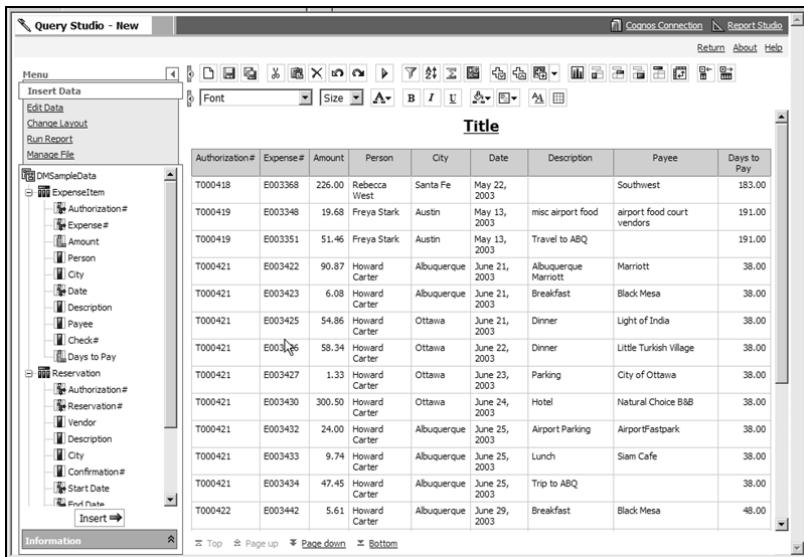 Query Studio - New
Cognos Connection
Report Studio
Return About Help
Menu
Insert Data
Edit Data
Change Layout
Run Report
Manage File
DMSampleData
ExpenseItem
Authorization#
Expense#
Amount
Person
City
Date
Description
Payee
Check#
Days to Pay
Reservation
Authorization#
Reservation#
Vendor
Description
City
Confirmation#
Start Date
End Date
Insert
Information
Font Size A B I U
Title
Authorization# Expense# Amount Person City Date Description Payee Days to Pay
T000418 E003368 226.00 Rebecca West Santa Fe May 22, 2003 Southwest 183.00
T000419 E003348 19.68 Freya Stark Austin May 13, 2003 misc airport food airport food court vendors 191.00
T000419 E003351 51.46 Freya Stark Austin May 13, 2003 Travel to ABQ 191.00
T000421 E003422 90.87 Howard Carter Albuquerque June 21, 2003 Albuquerque Marriott Marriott 38.00
T000421 E003423 6.08 Howard Carter Albuquerque June 21, 2003 Breakfast Black Mesa 38.00
T000421 E003425 54.86 Howard Carter Ottawa June 21, 2003 Dinner Light of India 38.00
T000421 58.34 Howard Carter Ottawa June 22, 2003 Dinner Little Turkish Village 38.00
T000421 E003427 1.33 Howard Carter Ottawa June 23, 2003 Parking City of Ottawa 38.00
T000421 E003430 300.50 Howard Carter Ottawa June 24, 2003 Hotel Natural Choice B&B 38.00
T000421 E003432 24.00 Howard Carter Albuquerque June 25, 2003 Airport Parking AirportFastpark 38.00
T000421 E003433 9.74 Howard Carter Albuquerque June 25, 2003 Lunch Siam Cafe 38.00
T000421 E003434 47.45 Howard Carter Albuquerque June 25, 2003 Trip to ABQ 38.00
T000422 E003442 5.61 Howard Carter Albuquerque June 29, 2003 Breakfast Black Mesa 48.00
Top Page up Page down Bottom